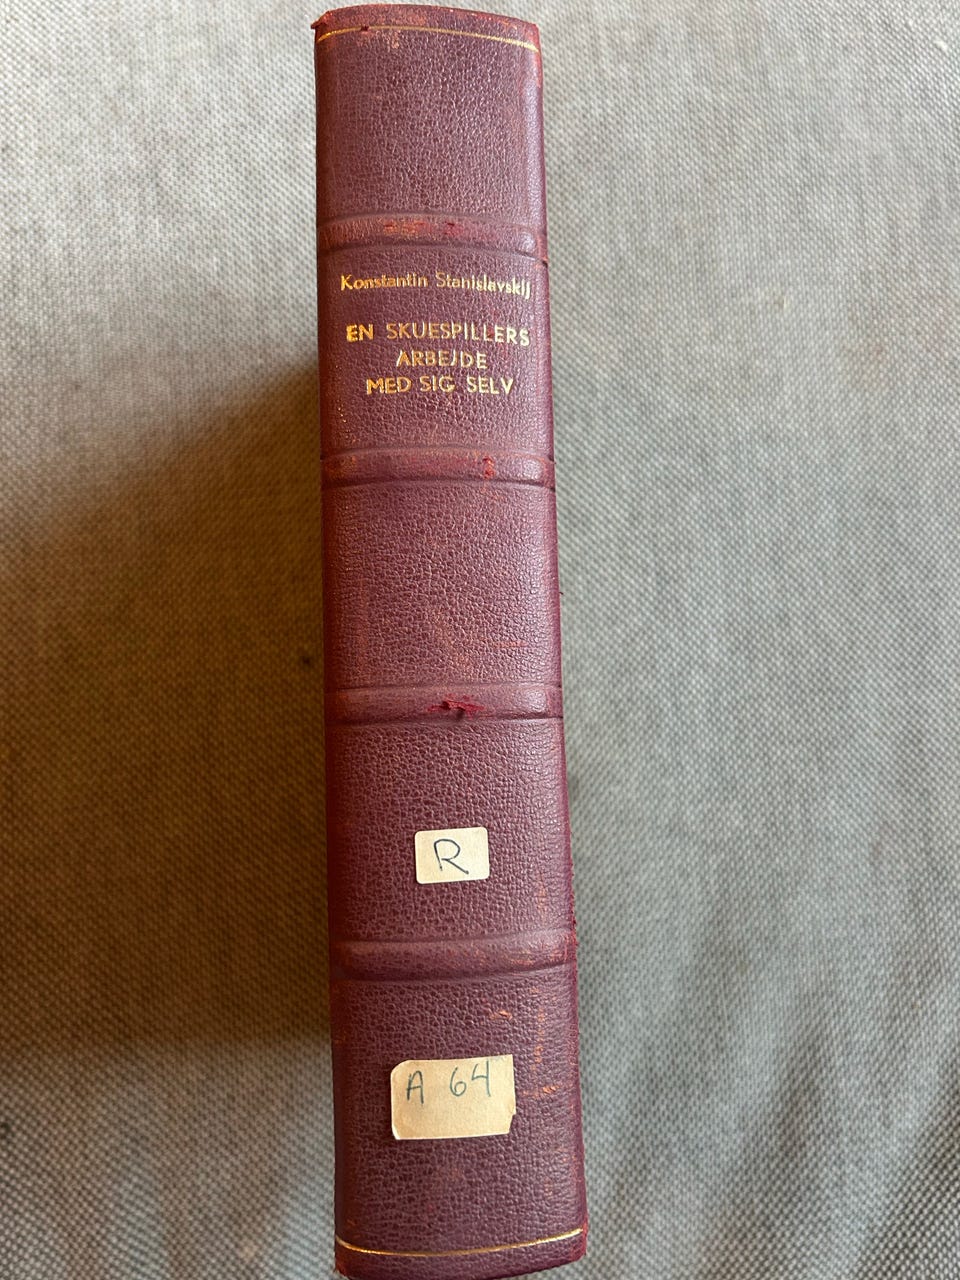 Konstantin Stanislavskij
EN SKUESPILLERS
ARBEJDE
MED SIG SELV
R
A 64